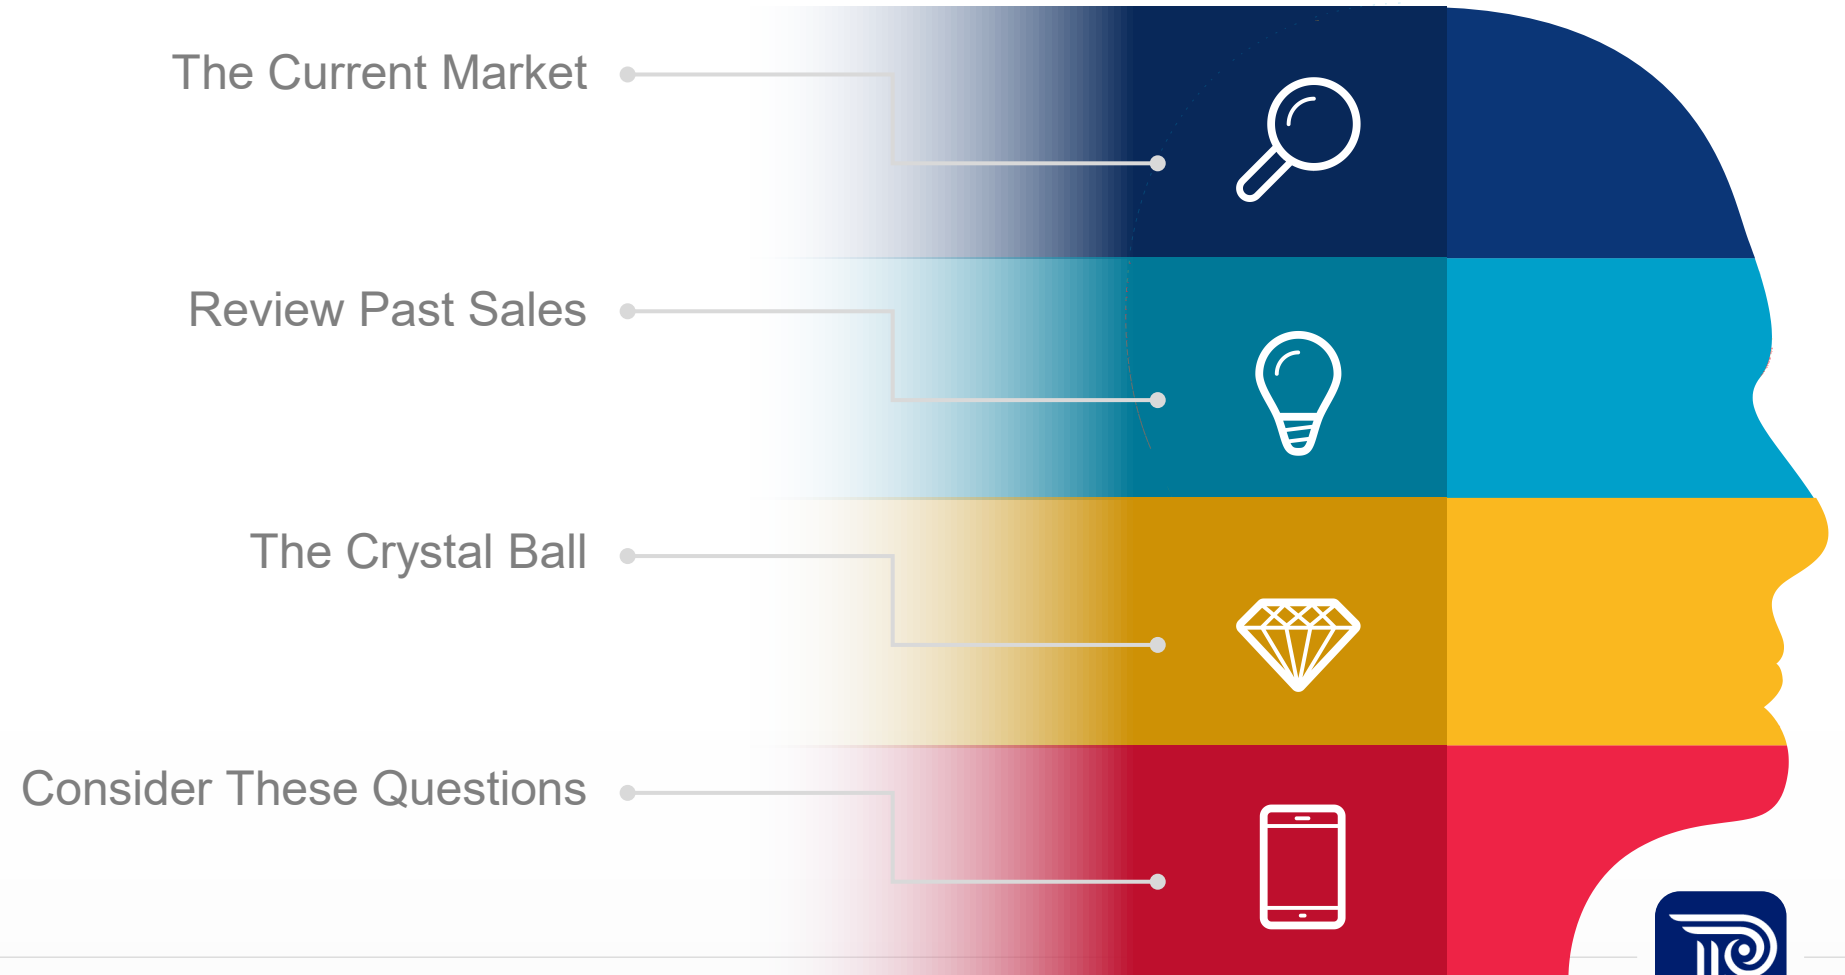 The Current Market
Review Past Sales
The Crystal Ball
Consider These Questions